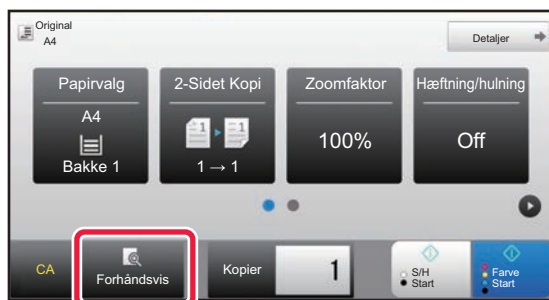 Original
A4
Detaljer
Papirvalg
A4
Bakke 1
2-Sidet Kopi
1 → 1
Zoomfaktor
100%
Hæftning/hulning
Off
CA
Forhåndsvis
Kopier
1
S/H
Start
Farve
Start